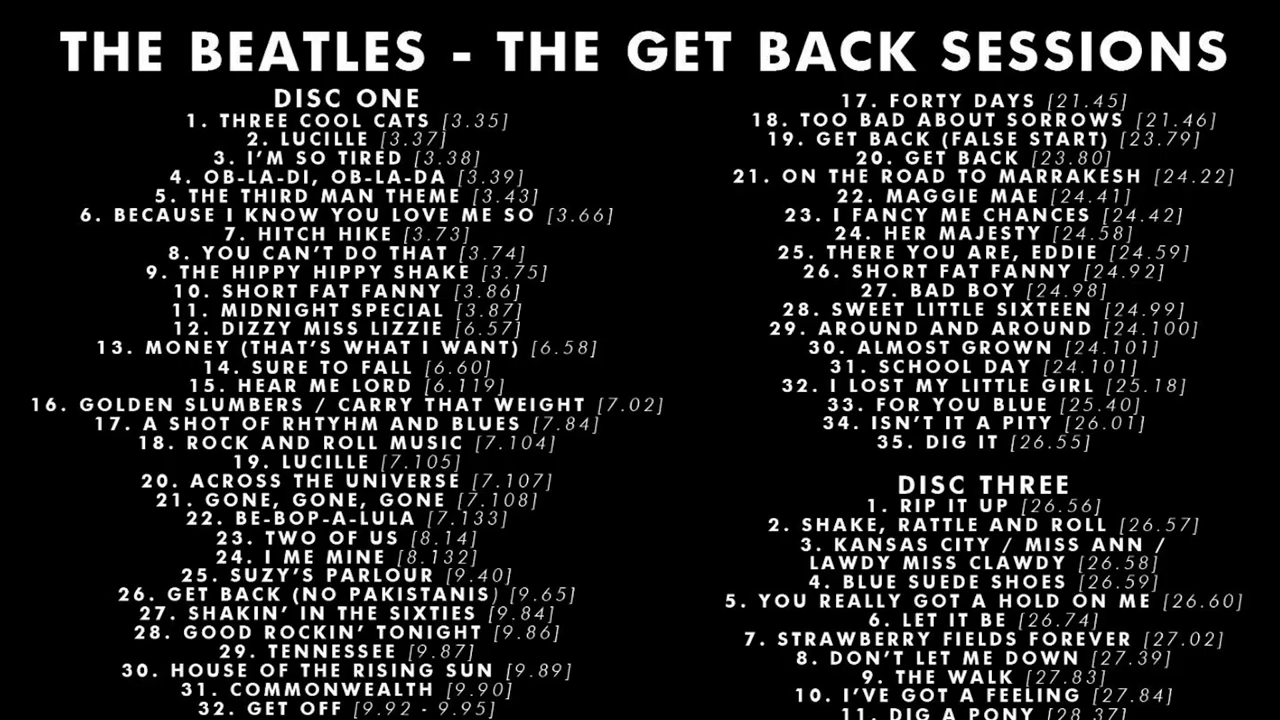 THE BEATLES - THE GET BACK SESSIONS
DISC ONE
1. THREE COOL CATS [3.35]
2. LUCILLE [3.37]
3. I'M SO TIRED [3.38]
4. OB-LA-DI, OB-LA-DA [3.39]
5. THE THIRD MAN THEME [3.43]
6. BECAUSE I KNOW YOU LOVE ME SO [3.66]
7. HITCH HIKE [3.73]
8. YOU CAN'T DO THAT [3.74]
9. THE HIPPY HIPPY SHAKE [3.75]
10. SHORT FAT FANNY [3.86]
11. MIDNIGHT SPECIAL [3.87]
12. DIZZY MISS LIZZIE [6.57]
13. MONEY (THAT'S WHAT I WANT) [6.58]
14. SURE TO FALL [6.60]
15. HEAR ME LORD [6.119]
16. GOLDEN SLUMBERS / CARRY THAT WEIGHT [7.02]
17. A SHOT OF RHTYHM AND BLUES [7.84]
18. ROCK AND ROLL MUSIC [7.104]
19. LUCILLE [7.105]
20. ACROSS THE UNIVERSE [7.107]
21. GONE, GONE, GONE [7.108]
22. BE-BOP-A-LULA [7.133]
23. TWO OF US [8.14]
24. I ME MINE [8.132]
25. SUZY'S PARLOUR [9.40]
26. GET BACK (NO PAKISTANIS) [9.65]
27. SHAKIN' IN THE SIXTIES [9.84]
28. GOOD ROCKIN' TONIGHT [9.86]
29. TENNESSEE [9.87]
30. HOUSE OF THE RISING SUN [9.89]
31. COMMONWEALTH [9.90]
32. GET OFF [9.92 - 9.95]
17. FORTY DAYS [21.45]
18. TOO BAD ABOUT SORROWS [21.46]
19. GET BACK (FALSE START) [23.79]
20. GET BACK [23.80]
21. ON THE ROAD TO MARRAKESH [24.22]
22. MAGGIE MAE [24.41]
23. I FANCY ME CHANCES [24.42]
24. HER MAJESTY [24.58]
25. THERE YOU ARE, EDDIE [24.59]
26. SHORT FAT FANNY [24.92]
27. BAD BOY [24.98]
28. SWEET LITTLE SIXTEEN [24.99]
29. AROUND AND AROUND [24.100]
30. ALMOST GROWN [24.101]
31. SCHOOL DAY [24.101]
32. I LOST MY LITTLE GIRL [25.18]
33. FOR YOU BLUE [25.40]
34. ISN'T IT A PITY [26.01]
35. DIG IT [26.55]
DISC THREE
1. RIP IT UP [26.56]
2. SHAKE, RATTLE AND ROLL [26.57]
3. KANSAS CITY / MISS ANN /
LAWDY MISS CLAWDY [26.58]
4. BLUE SUEDE SHOES [26.59]
5. YOU REALLY GOT A HOLD ON ME [26.60]
6. LET IT BE [26.74]
7. STRAWBERRY FIELDS FOREVER [27.02]
8. DON'T LET ME DOWN [27.39]
9. THE WALK [27.83]
10. I'VE GOT A FEELING [27.84]
11. DIG A PONY [28.37]